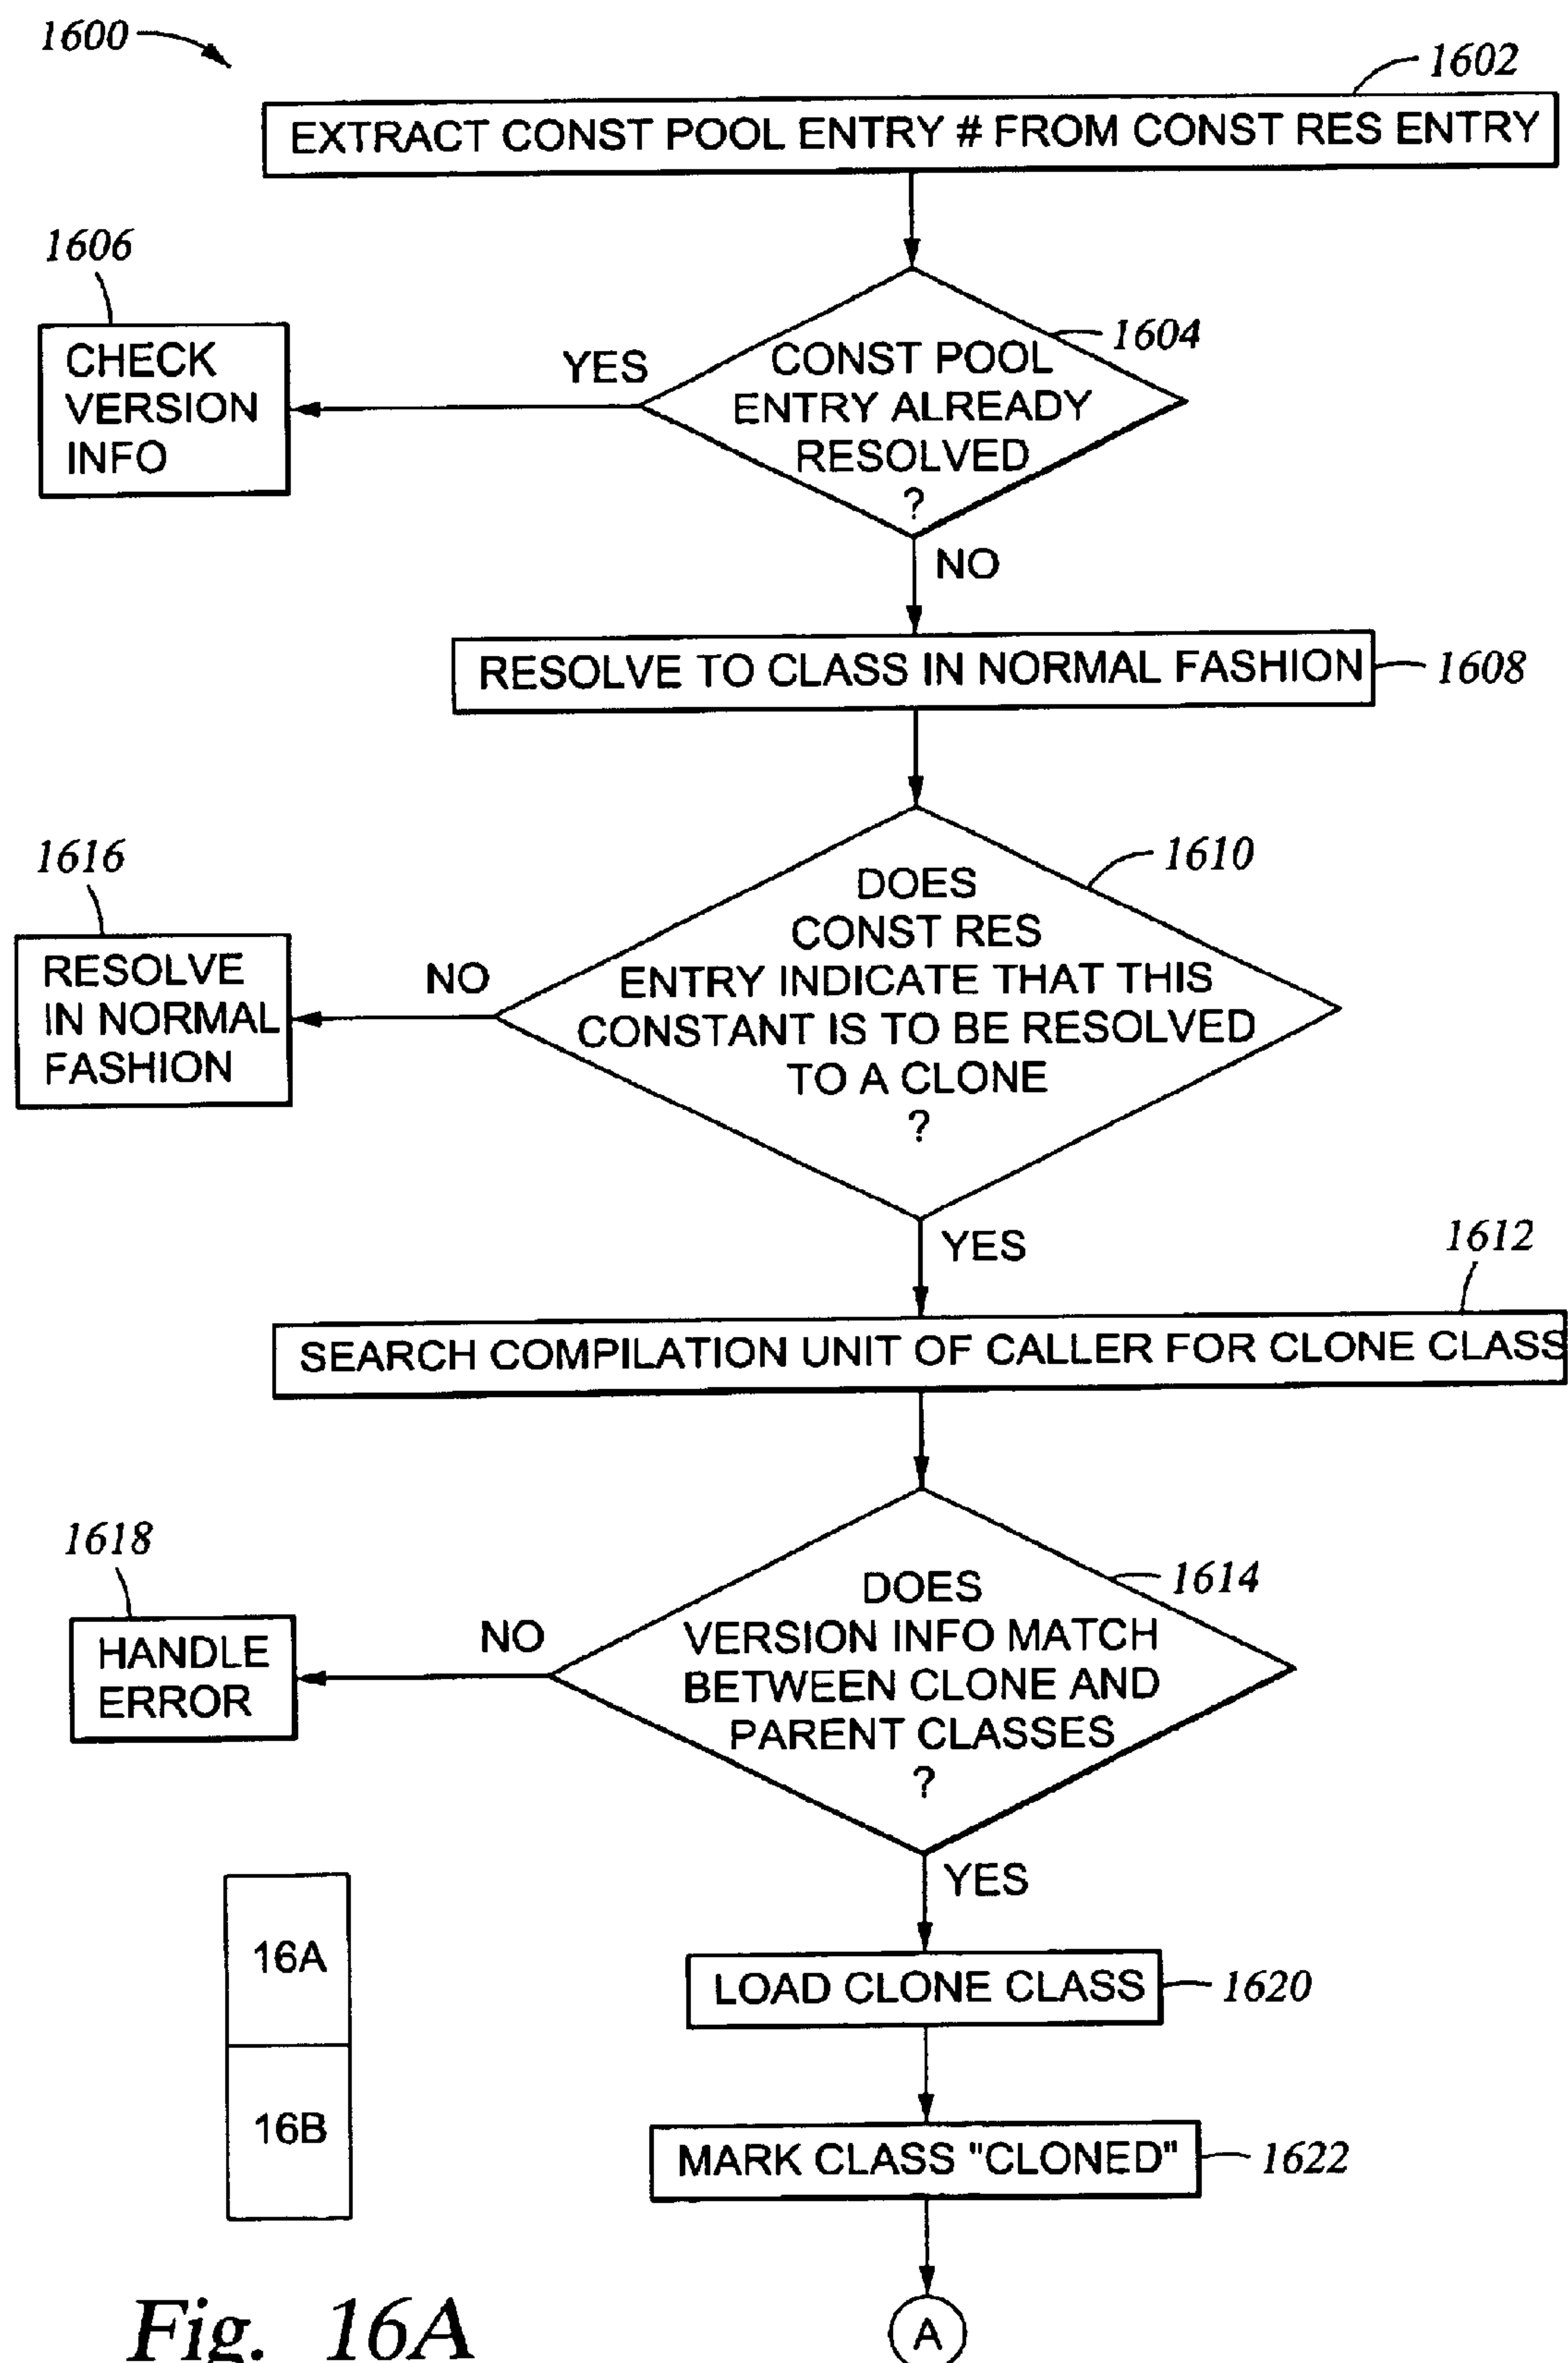 1600
1602
EXTRACT CONST POOL ENTRY # FROM CONST RES ENTRY
1606
CHECK
VERSION
INFO
YES
1604
CONST POOL
ENTRY ALREADY
RESOLVED
?
NO
RESOLVE TO CLASS IN NORMAL FASHION
1608
1616
RESOLVE
IN NORMAL
FASHION
NO
1610
DOES
CONST RES
ENTRY INDICATE THAT THIS
CONSTANT IS TO BE RESOLVED
TO A CLONE
?
YES
1612
SEARCH COMPILATION UNIT OF CALLER FOR CLONE CLASS
1618
HANDLE
ERROR
NO
1614
DOES
VERSION INFO MATCH
BETWEEN CLONE AND
PARENT CLASSES
?
YES
16A
16B
LOAD CLONE CLASS
1620
MARK CLASS "CLONED"
1622
A
Fig. 16A